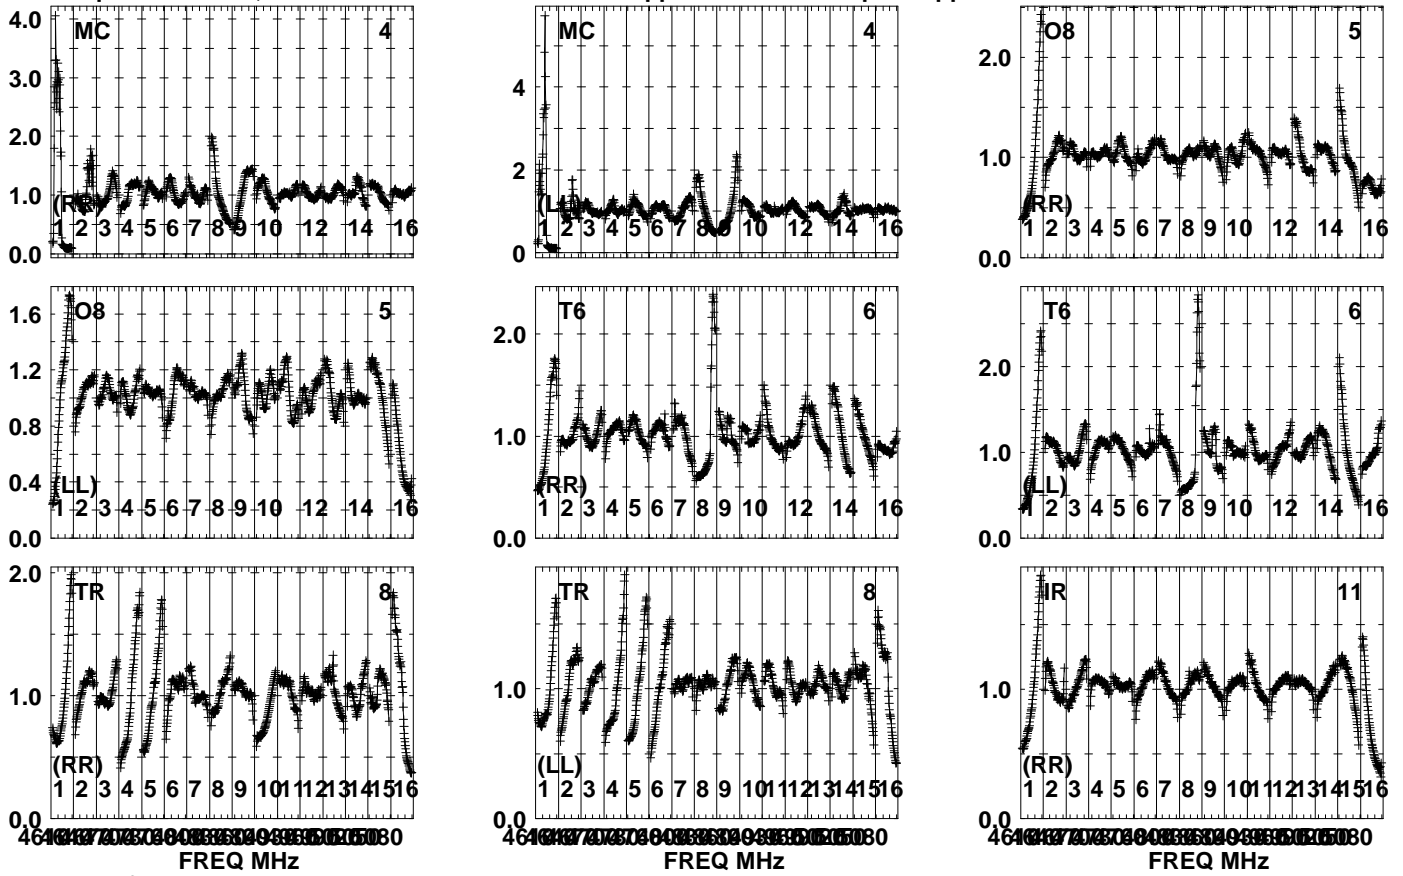 MC 4
4.0
3.0
2.0
1.0
0.0
(RR)
1 2 3 4 5 6 7 8 9 10 12 14 16
MC 4
4
2
0
1 2 3 4 5 6 7 8 9 10 12 14 16
O8 5
2.0
1.0
0.0
(RR)
1 2 3 4 5 6 7 8 9 10 12 14 16
O8 5
1.6
1.2
0.8
0.4
0.0
(LL)
1 2 3 4 5 6 7 8 9 10 12 14 16
T6 6
2.0
1.0
0.0
(RR)
1 2 3 4 5 6 7 8 9 10 12 14 16
T6 6
2.0
1.0
0.0
(LL)
1 2 3 4 5 6 7 8 9 10 12 14 16
TR 8
2.0
1.0
0.0
(RR)
1 2 3 4 5 6 7 8 9 10 11 12 13 14 15 16
FREQ MHz
TR 8
1.0
0.0
(LL)
1 2 3 4 5 6 7 8 9 10 11 12 13 14 15 16
FREQ MHz
IR 11
1.0
0.0
(RR)
1 2 3 4 5 6 7 8 9 10 11 12 13 14 15 16
FREQ MHz